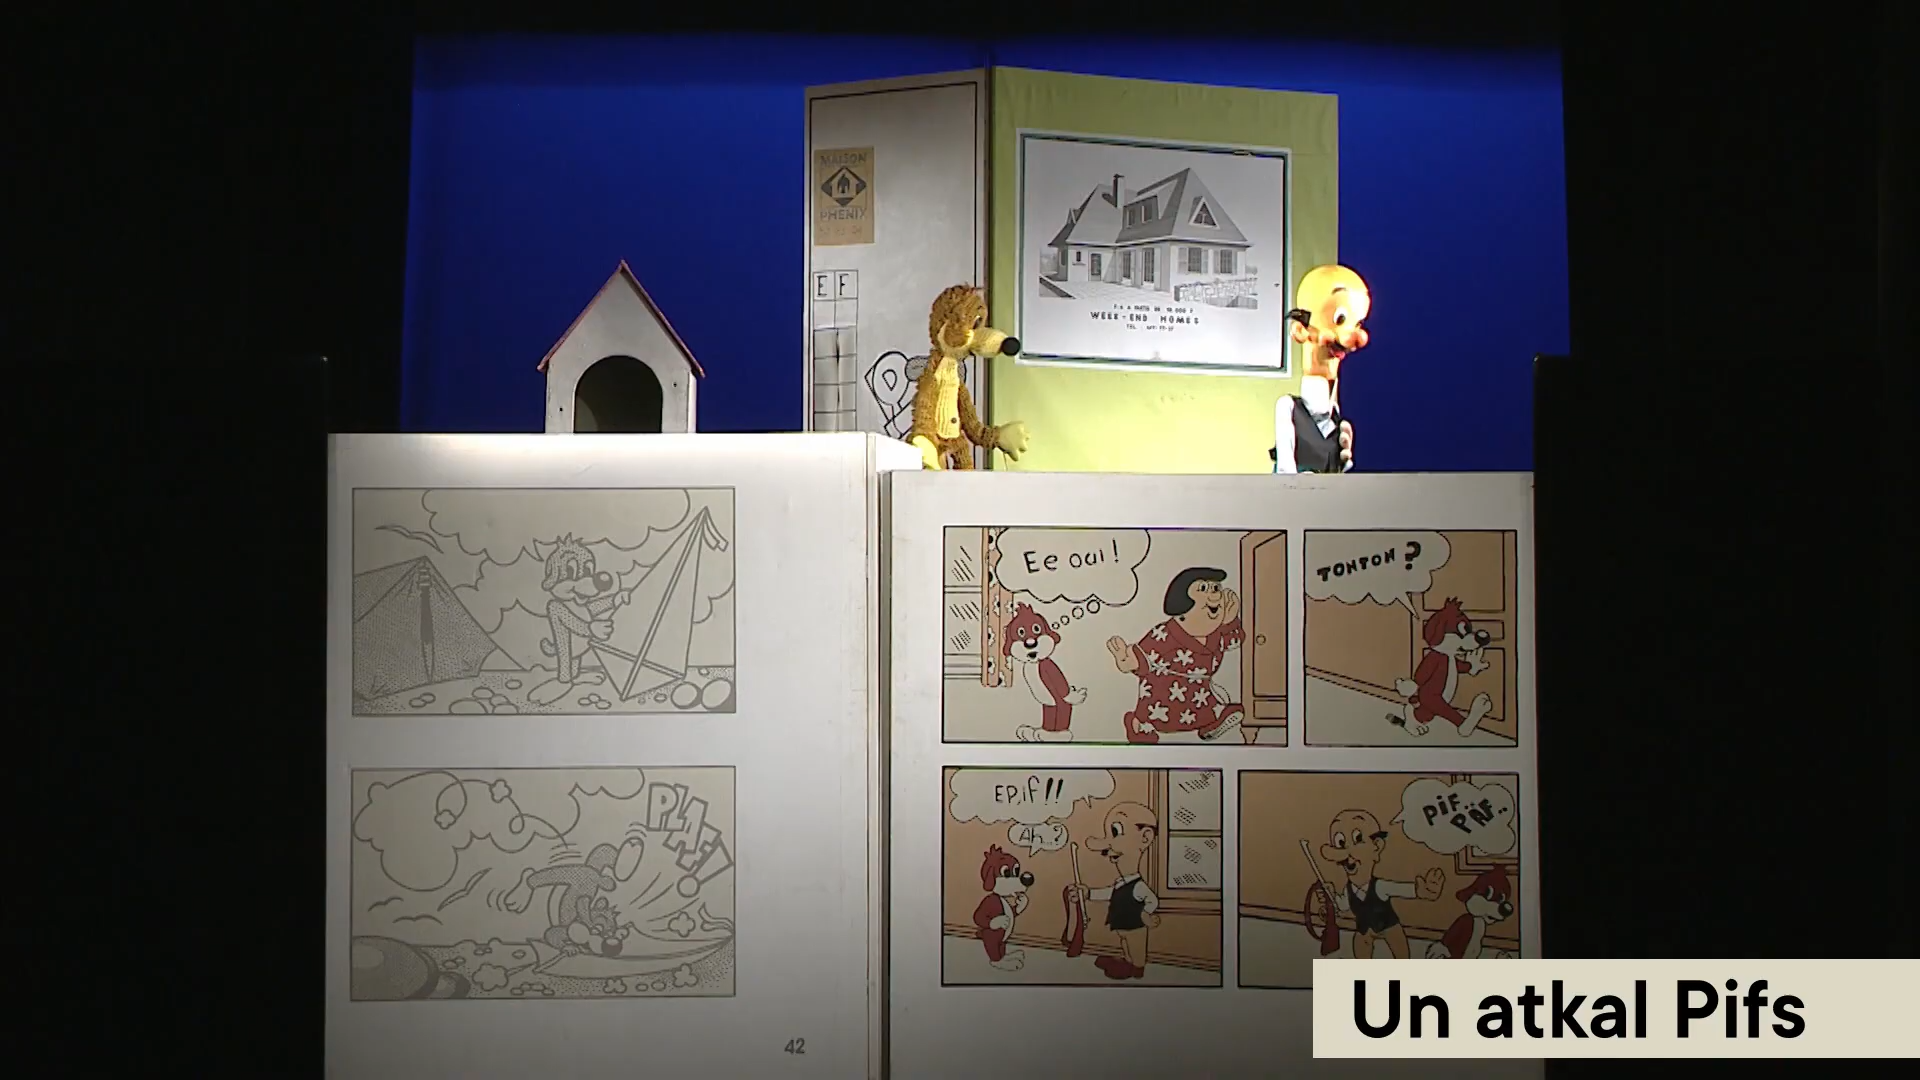 MAISON
PHENIX
E F
WEEK-END HOMES
Ee oui!
TONTON?
EPif!!
Ah?
PiF..
PAF..
PLAF!
42
Un atkal Pifs